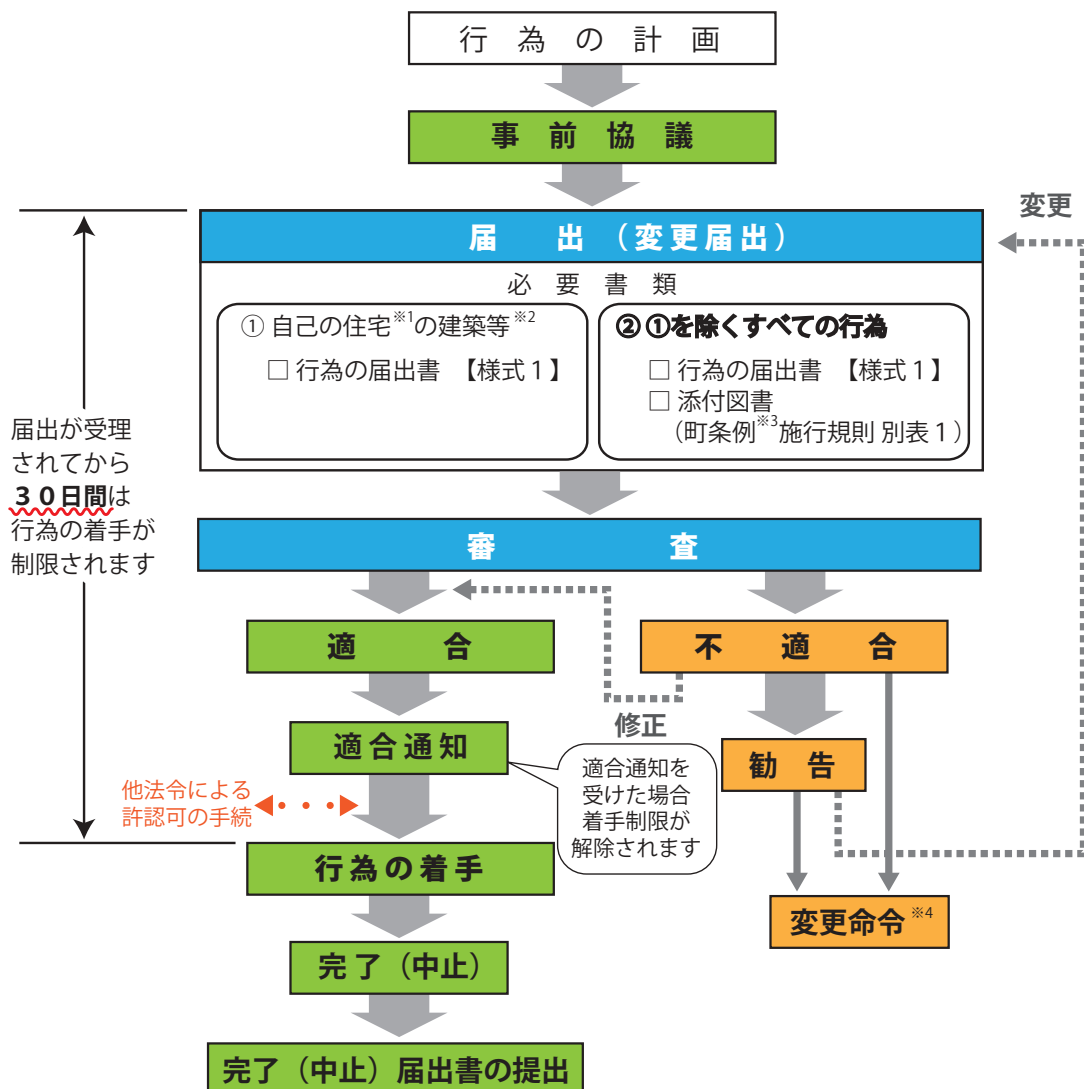 行為の計画
事前協議
変更
届出（変更届出）
必要書類
① 自己の住宅※1の建築等※2
□ 行為の届出書 【様式１】
② ①を除くすべての行為
□ 行為の届出書 【様式１】
□ 添付図書
（町条例※3施行規則 別表１）
届出が受理
されてから
３０日間は
行為の着手が
制限されます
審査
適合
不適合
修正
適合通知
適合通知を
受けた場合
着手制限が
解除されます
勧告
他法令による
許認可の手続
行為の着手
変更命令※4
完了（中止）
完了（中止）届出書の提出